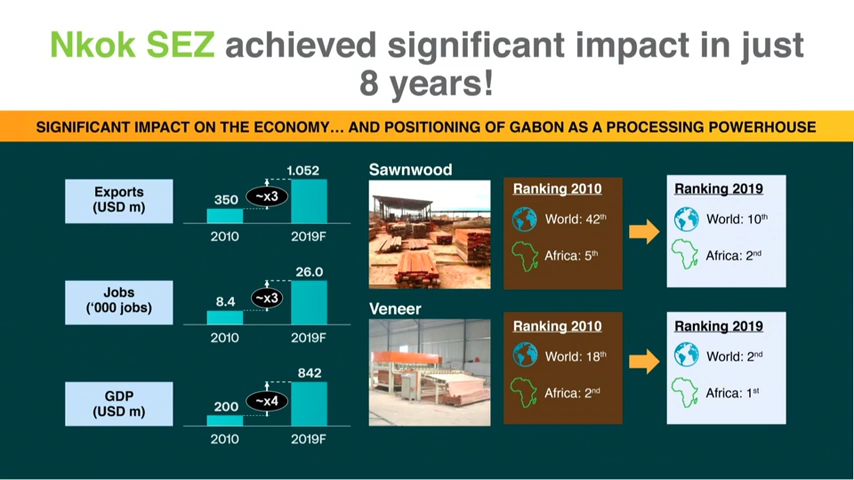 Nkok SEZ achieved significant impact in just
8 years!
SIGNIFICANT IMPACT ON THE ECONOMY... AND POSITIONING OF GABON AS A PROCESSING POWERHOUSE
Exports
(USD m)
350
~x3
1.052
2010
2019F
Jobs
('000 jobs)
8.4
~x3
26.0
2010
2019F
GDP
(USD m)
200
~x4
842
2010
2019F
Sawnwood
Ranking 2010
World: 42th
Africa: 5th
Ranking 2019
World: 10th
Africa: 2nd
Veneer
Ranking 2010
World: 18th
Africa: 2nd
Ranking 2019
World: 2nd
Africa: 1st